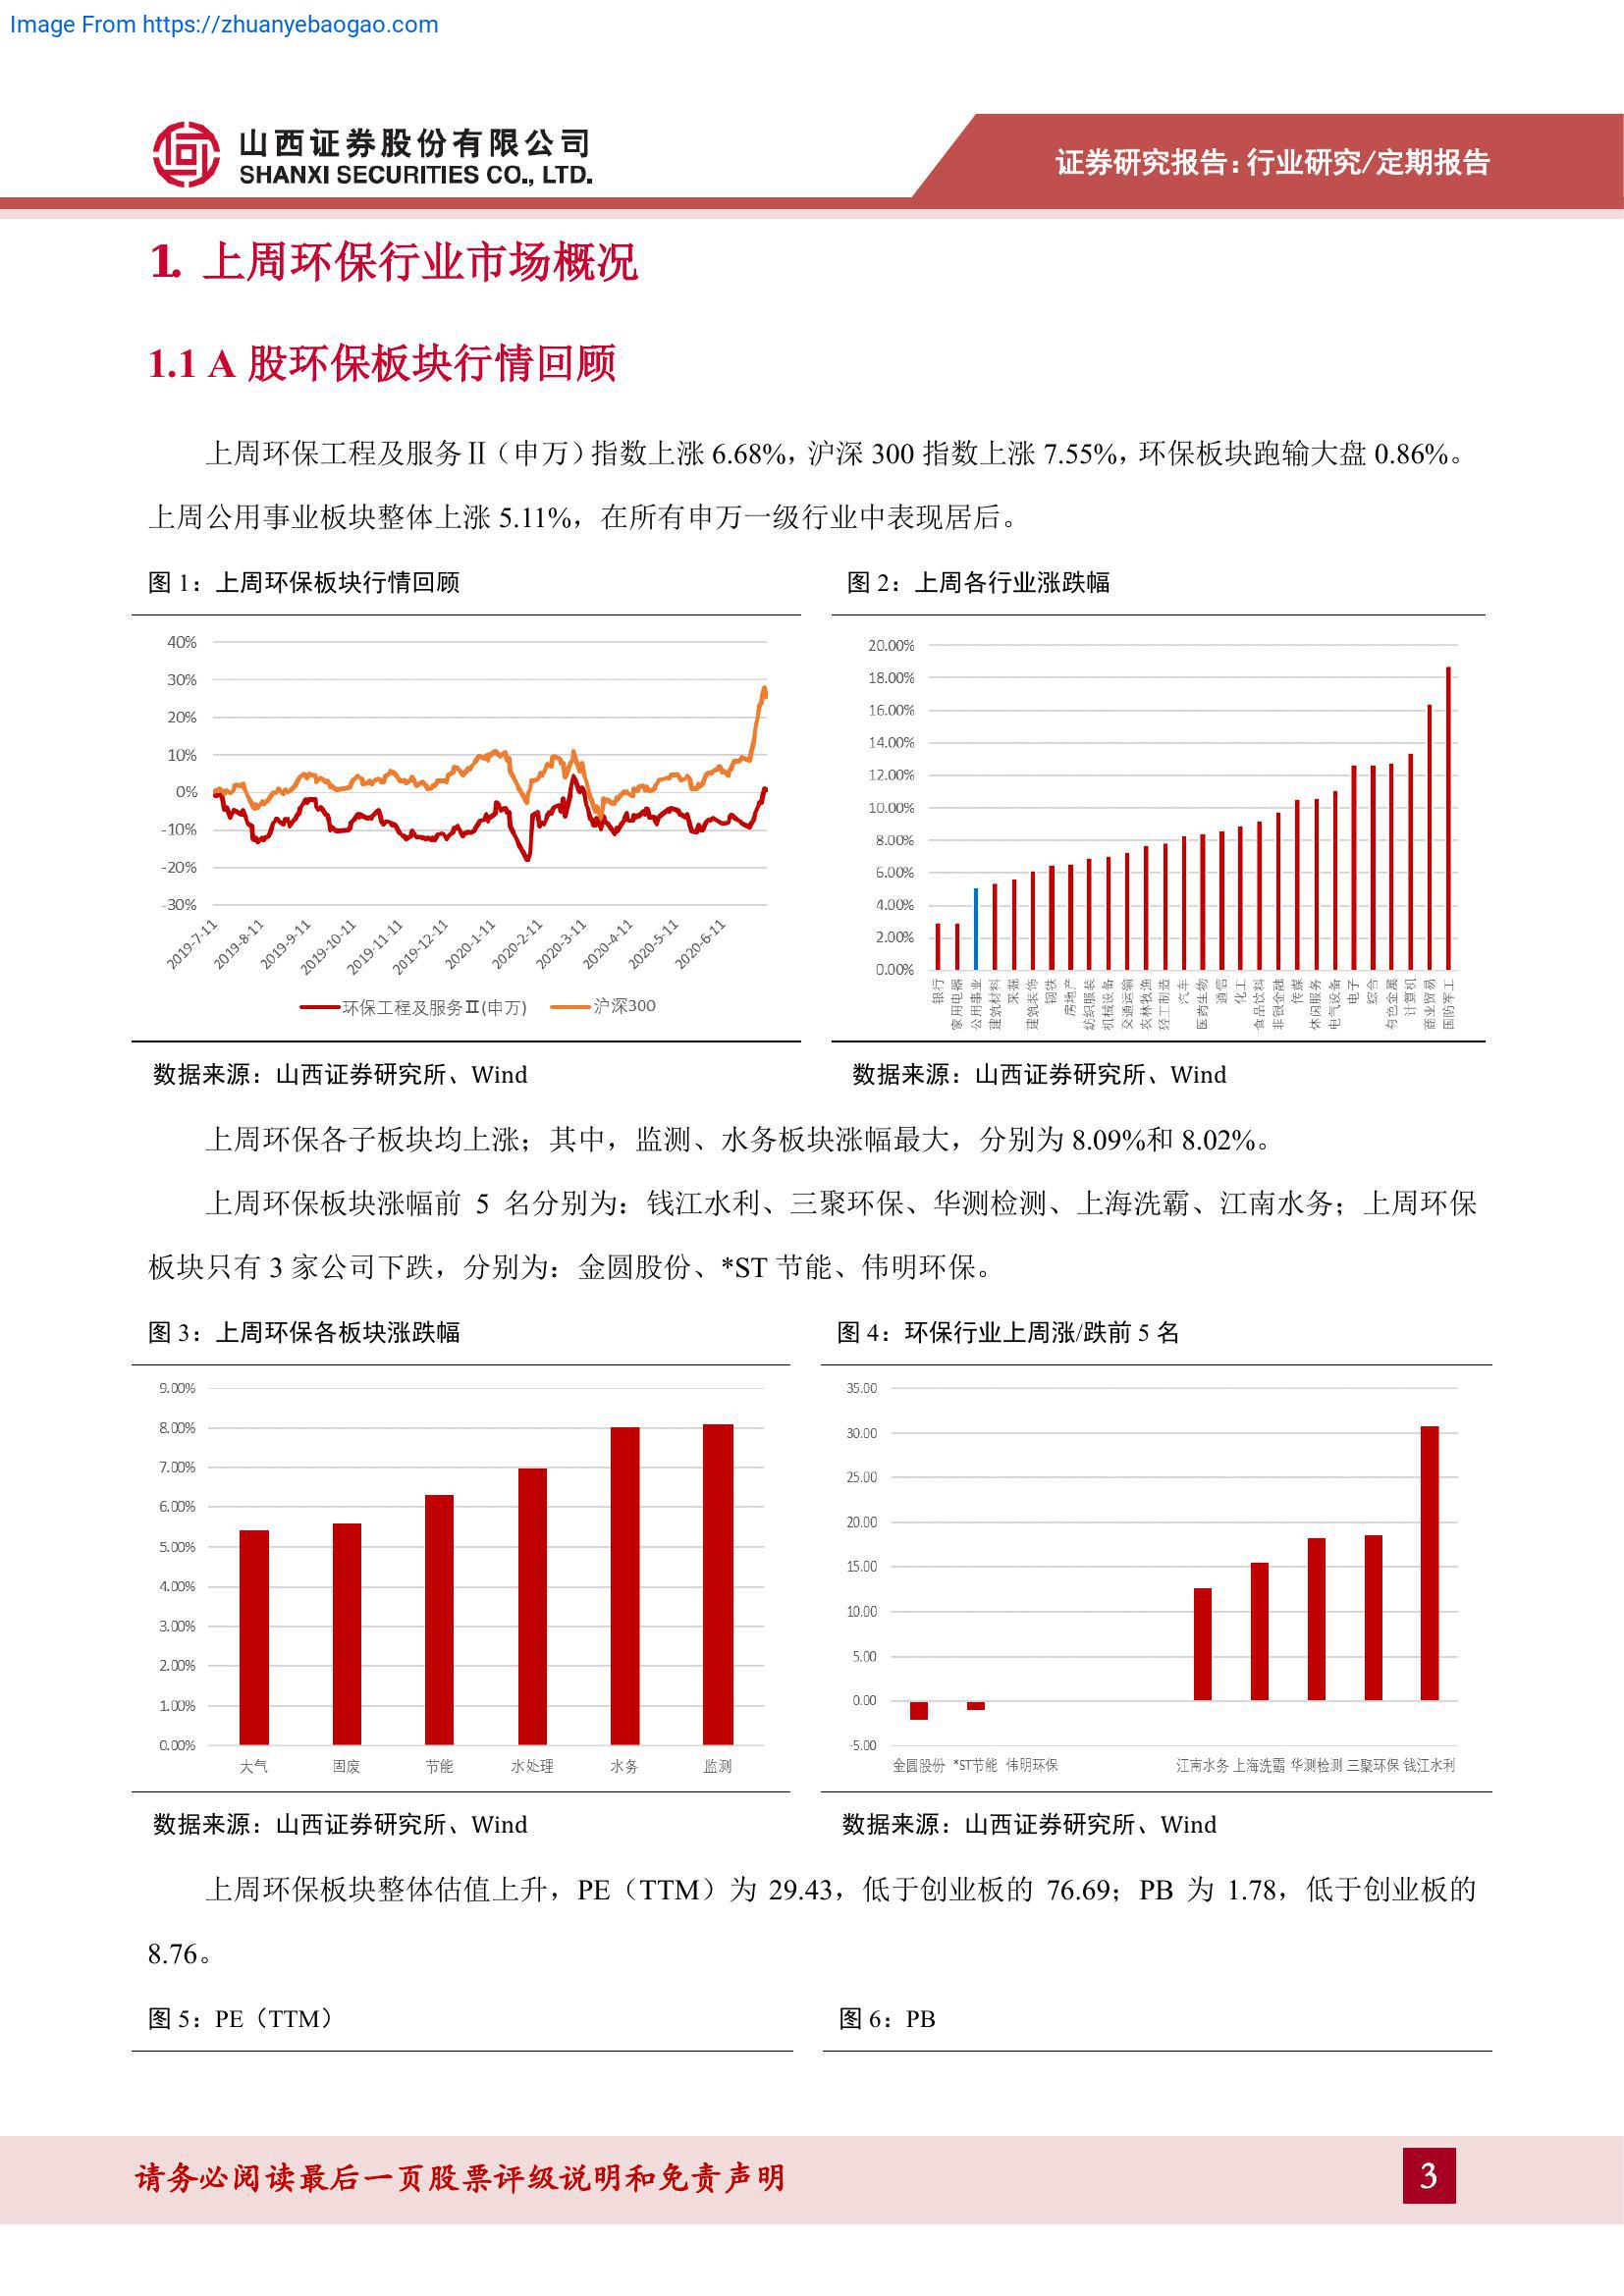 Image From https://zhuanyebaogao.com
山西证券股份有限公司
SHANXI SECURITIES CO., LTD.
证券研究报告：行业研究/定期报告
1. 上周环保行业市场概况
1.1 A 股环保板块行情回顾
上周环保工程及服务Ⅱ（申万）指数上涨 6.68%，沪深 300 指数上涨 7.55%，环保板块跑输大盘 0.86%。
上周公用事业板块整体上涨 5.11%，在所有申万一级行业中表现居后。
图 1：上周环保板块行情回顾
40%
30%
20%
10%
0%
-10%
-20%
-30%
2019-7-11
2019-8-11
2019-9-11
2019-10-11
2019-11-11
2019-12-11
2020-1-11
2020-2-11
2020-3-11
2020-4-11
2020-5-11
2020-6-11
环保工程及服务Ⅱ(申万) 沪深300
数据来源：山西证券研究所、Wind
图 2：上周各行业涨跌幅
20.00%
18.00%
16.00%
14.00%
12.00%
10.00%
8.00%
6.00%
4.00%
2.00%
0.00%
银行
家用电器
公用事业
建筑材料
采掘
建筑装饰
钢铁
房地产
纺织服装
机械设备
交通运输
农林牧渔
轻工制造
汽车
医药生物
通信
化工
食品饮料
非银金融
传媒
休闲服务
电气设备
电子
综合
有色金属
计算机
商业贸易
国防军工
数据来源：山西证券研究所、Wind
上周环保各子板块均上涨；其中，监测、水务板块涨幅最大，分别为 8.09%和 8.02%。
上周环保板块涨幅前 5 名分别为：钱江水利、三聚环保、华测检测、上海洗霸、江南水务；上周环保
板块只有 3 家公司下跌，分别为：金圆股份、*ST 节能、伟明环保。
图 3：上周环保各板块涨跌幅
9.00%
8.00%
7.00%
6.00%
5.00%
4.00%
3.00%
2.00%
1.00%
0.00%
大气 固废 节能 水处理 水务 监测
数据来源：山西证券研究所、Wind
图 4：环保行业上周涨/跌前 5 名
35.00
30.00
25.00
20.00
15.00
10.00
5.00
0.00
-5.00
金圆股份 *ST节能 伟明环保 江南水务 上海洗霸 华测检测 三聚环保 钱江水利
数据来源：山西证券研究所、Wind
上周环保板块整体估值上升，PE（TTM）为 29.43，低于创业板的 76.69；PB 为 1.78，低于创业板的
8.76。
图 5：PE（TTM）
图 6：PB
请务必阅读最后一页股票评级说明和免责声明
3